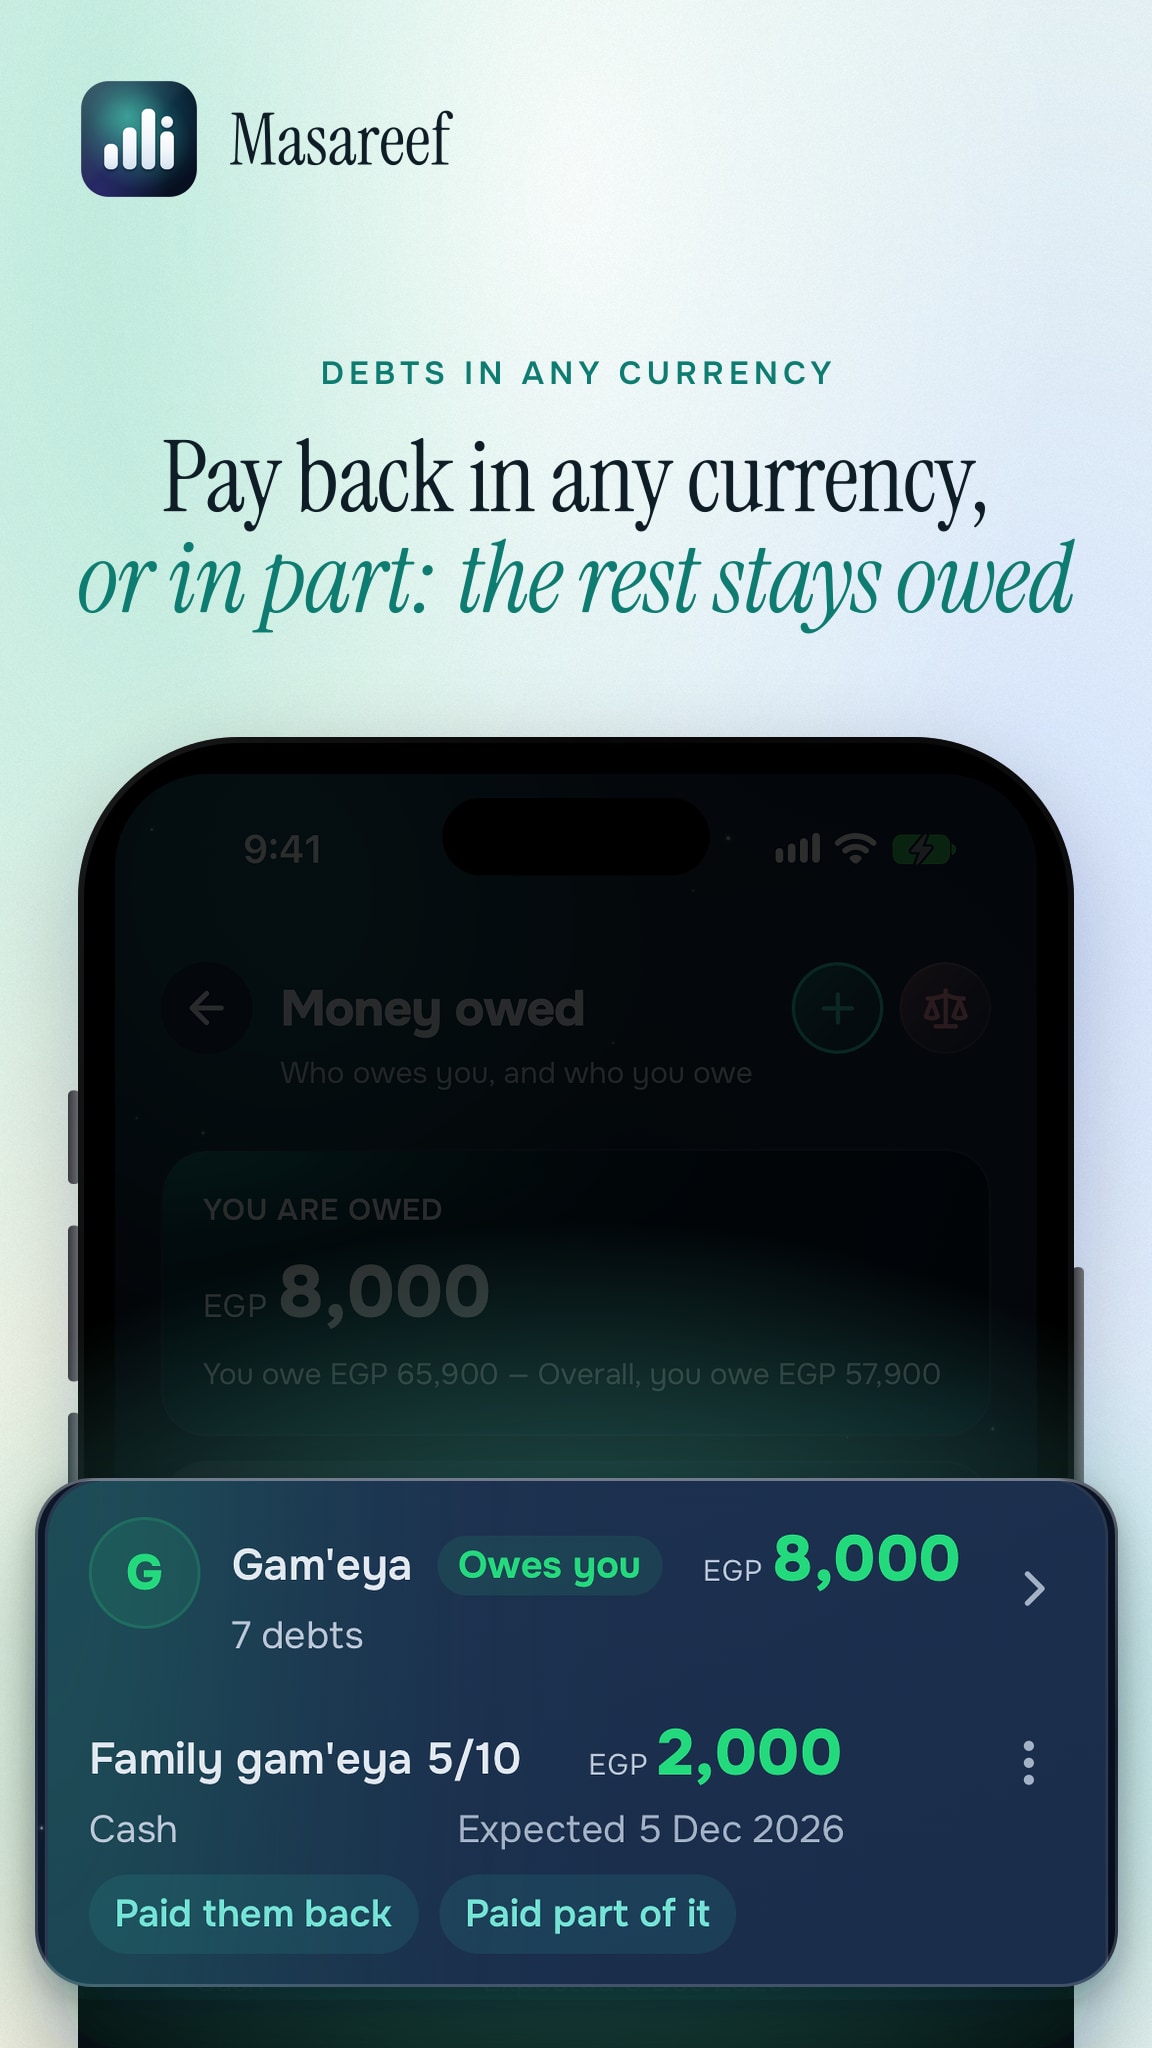 Masareef
DEBTS IN ANY CURRENCY
Pay back in any currency,
or in part: the rest stays owed
9:41
Money owed
Who owes you, and who you owe
YOU ARE OWED
EGP 8,000
You owe EGP 65,900 — Overall, you owe EGP 57,900
G Gam'eya Owes you EGP 8,000
7 debts
Family gam'eya 5/10 EGP 2,000
Cash Expected 5 Dec 2026
Paid them back Paid part of it